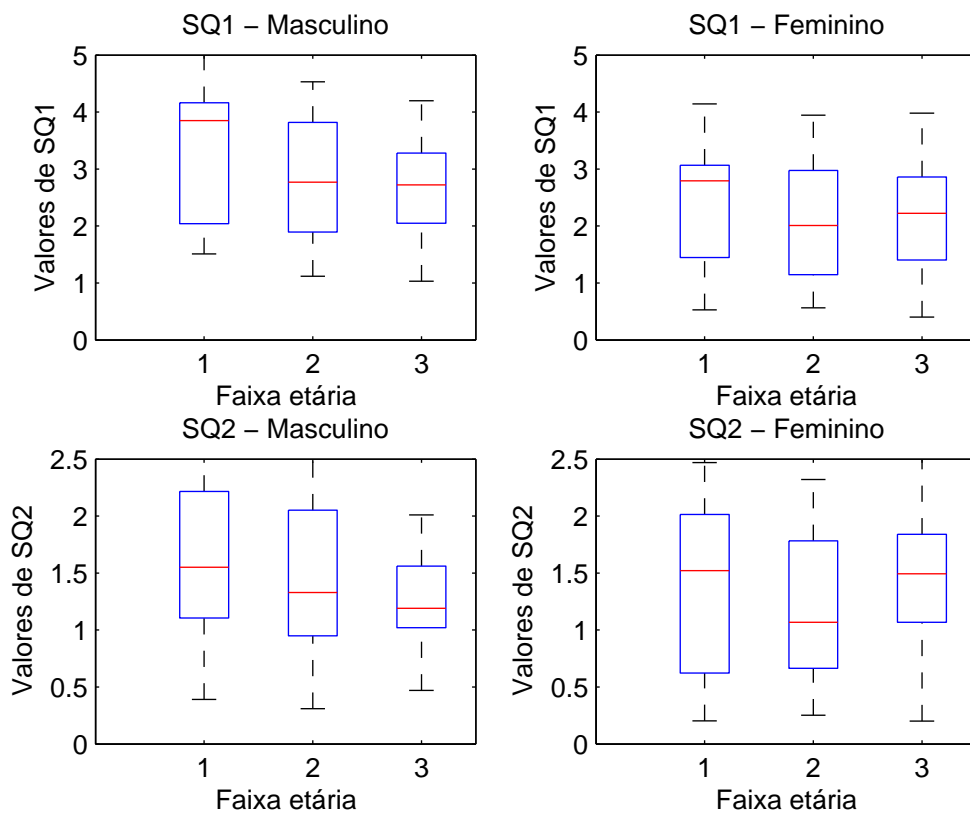 SQ1 – Masculino
5
4
3
2
1
0
Valores de SQ1
1 2 3
Faixa etária
SQ1 – Feminino
5
4
3
2
1
0
Valores de SQ1
1 2 3
Faixa etária
SQ2 – Masculino
2.5
2
1.5
1
0.5
0
Valores de SQ2
1 2 3
Faixa etária
SQ2 – Feminino
2.5
2
1.5
1
0.5
0
Valores de SQ2
1 2 3
Faixa etária